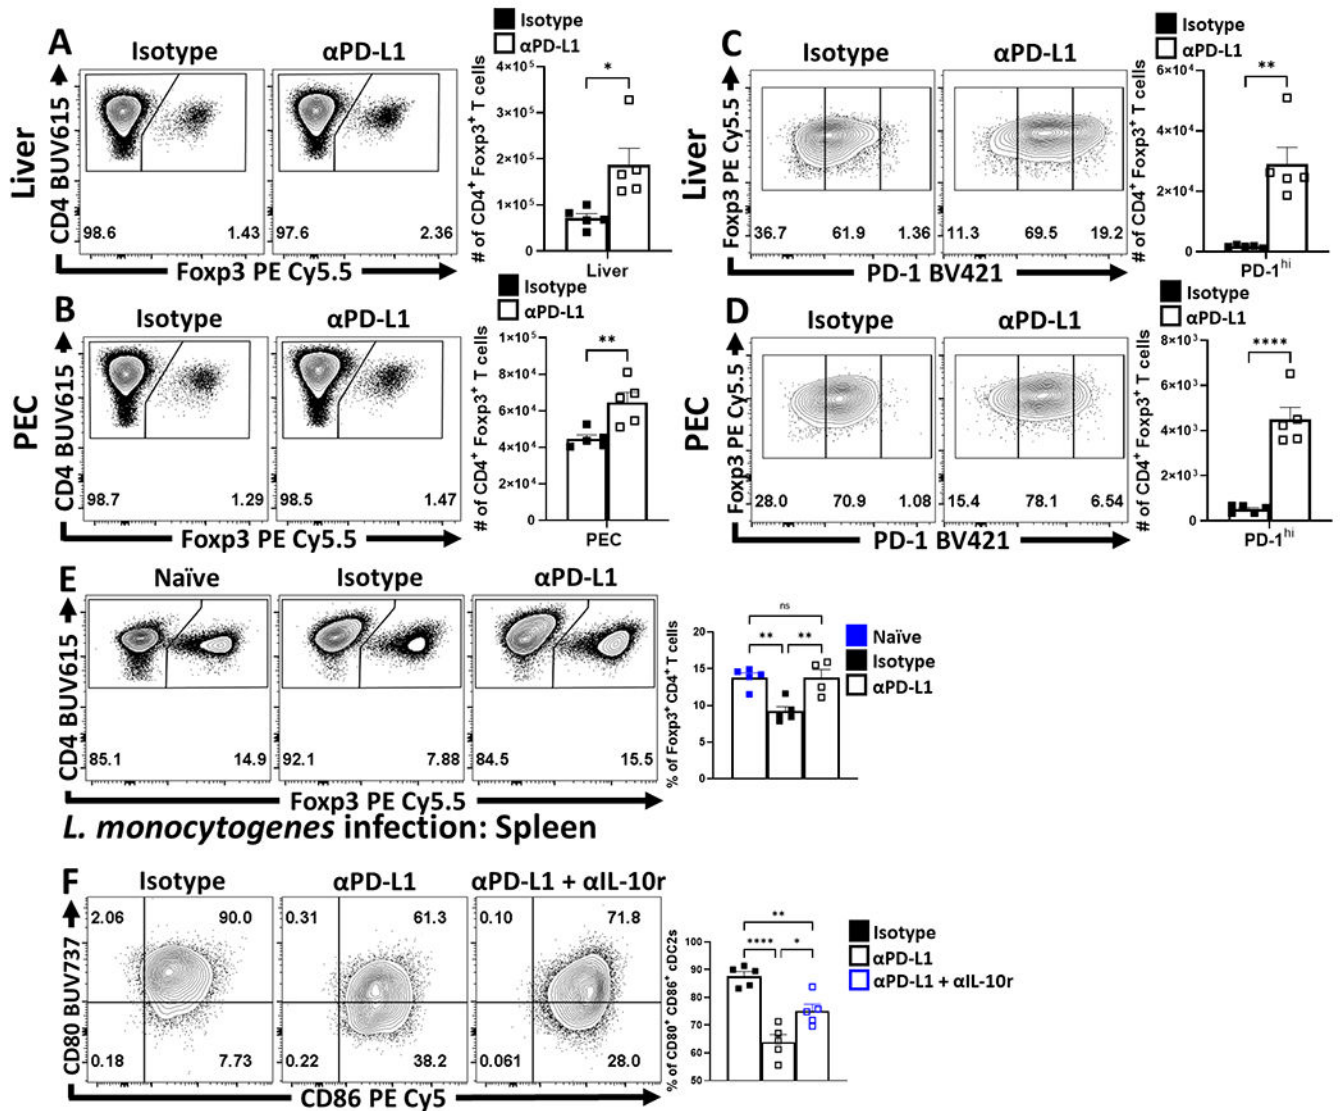 A
Isotype
αPD-L1
Liver
CD4 BUV615
98.6
1.43
97.6
2.36
Foxp3 PE Cy5.5
Isotype
αPD-L1
*
# of CD4⁺ Foxp3⁺ T cells
4×10⁵
3×10⁵
2×10⁵
1×10⁵
0
Liver
C
Isotype
αPD-L1
Liver
Foxp3 PE Cy5.5
36.7
61.9
1.36
11.3
69.5
19.2
PD-1 BV421
Isotype
αPD-L1
**
# of CD4⁺ Foxp3⁺ T cells
6×10⁴
4×10⁴
2×10⁴
0
PD-1ʰⁱ
B
Isotype
αPD-L1
PEC
CD4 BUV615
98.7
1.29
98.5
1.47
Foxp3 PE Cy5.5
Isotype
αPD-L1
**
# of CD4⁺ Foxp3⁺ T cells
1×10⁵
8×10⁴
6×10⁴
4×10⁴
2×10⁴
0
PEC
D
Isotype
αPD-L1
PEC
Foxp3 PE Cy5.5
28.0
70.9
1.08
15.4
78.1
6.54
PD-1 BV421
Isotype
αPD-L1
****
# of CD4⁺ Foxp3⁺ T cells
8×10³
6×10³
4×10³
2×10³
0
PD-1ʰⁱ
E
Naïve
Isotype
αPD-L1
CD4 BUV615
85.1
14.9
92.1
7.88
84.5
15.5
Foxp3 PE Cy5.5
ns
**
**
% of Foxp3⁺ CD4⁺ T cells
20
15
10
5
0
Naïve
Isotype
αPD-L1
L. monocytogenes infection: Spleen
F
Isotype
αPD-L1
αPD-L1 + αIL-10r
CD80 BUV737
2.06
90.0
0.31
61.3
0.10
71.8
0.18
7.73
0.22
38.2
0.061
28.0
CD86 PE Cy5
**
****
*
% of CD80⁺ CD86⁺ cDC2s
100
90
80
70
60
50
Isotype
αPD-L1
αPD-L1 + αIL-10r